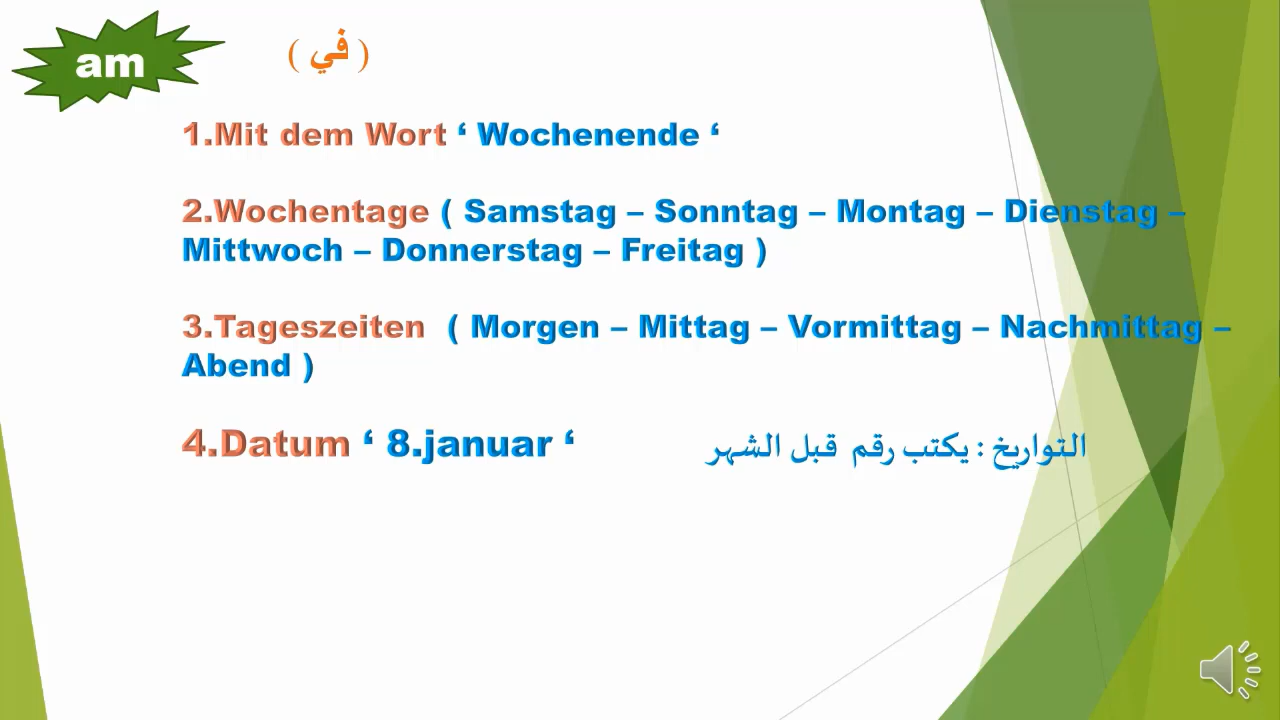 am
( في )
1.Mit dem Wort ‘ Wochenende ‘
2.Wochentage ( Samstag – Sonntag – Montag – Dienstag –
Mittwoch – Donnerstag – Freitag )
3.Tageszeiten ( Morgen – Mittag – Vormittag – Nachmittag –
Abend )
4.Datum ‘ 8.januar ‘
التواريخ : يكتب رقم قبل الشهر